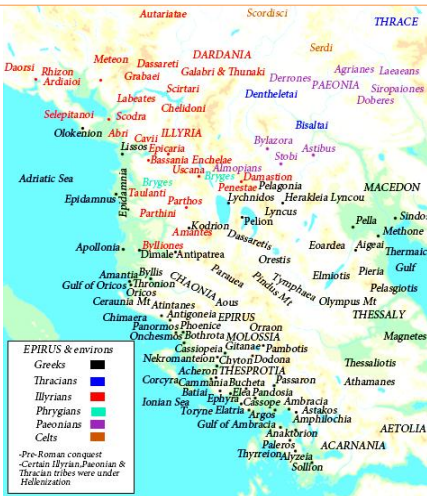 Autariatae
Scordisci
THRACE
Serdi
DARDANIA
Meteon
Dassareti
Daorsi
Rhizon
Grabaei
Galabri & Thunaki
Agrianes
Laeaeans
Ardiaioi
Derrones
PAEONIA
Siropaiones
Labeates
Scirtari
Dentheletai
Doberes
Selepitanoi
Scodra
Chelidoni
Bisaltai
Olokenion
Abri
Cavii
ILLYRIA
Lissos
Epicaria
Bylazora
Astibus
Bassania
Enchelae
Stobi
Adriatic Sea
Uscana
Almopians
Bryges
Bryges
Damastion
Epidamnia
Taulanti
Penestae
Pelagonia
MACEDON
Epidamnus
Parthos
Lychnidos
Herakleia Lyncou
Parthini
Lyncus
Sindos
Kodrion
Pelion
Pella
Amantes
Dassaretis
Methone
Apollonia
Bylliones
Eoardea
Aigeai
Thermaic
Gulf
Dimale
Antipatrea
Orestis
Amantia
Byllis
Parauea
Tymphaea
Elmiotis
Pieria
Gulf of Oricos
Thronion
CHAONIA
Pindus Mt
Pelasgiotis
Oricos
Ceraunia Mt
Atintanes
Aous
Olympus Mt
Chimaera
Antigoneia
EPIRUS
THESSALY
Panormos
Phoenice
Orraon
Onchesmos
Bothrota
MOLOSSIA
Magnetes
Cassiopeia
Gitanae
Pambotis
Nekromanteion
Chyton
Dodona
Thessaliotis
Acheron
THESPROTIA
Corcyra
Cammania
Bucheta
Passaron
Athamanes
Batiai
Elea
Pandosia
Ionian Sea
Ephyra
Cassope
Ambracia
Toryne
Elatria
Argos
Astakos
Amphilochia
Gulf of Ambracia
AETOLIA
Anaktorion
Paleros
ACARNANIA
Thyrreion
Alyzeia
Sollion
EPIRUS & environs
Greeks
Thracians
Illyrians
Phrygians
Paeonians
Celts
-Pre-Roman conquest
-Certain Illyrian,Paeonian &
Thracian tribes were under
Hellenization